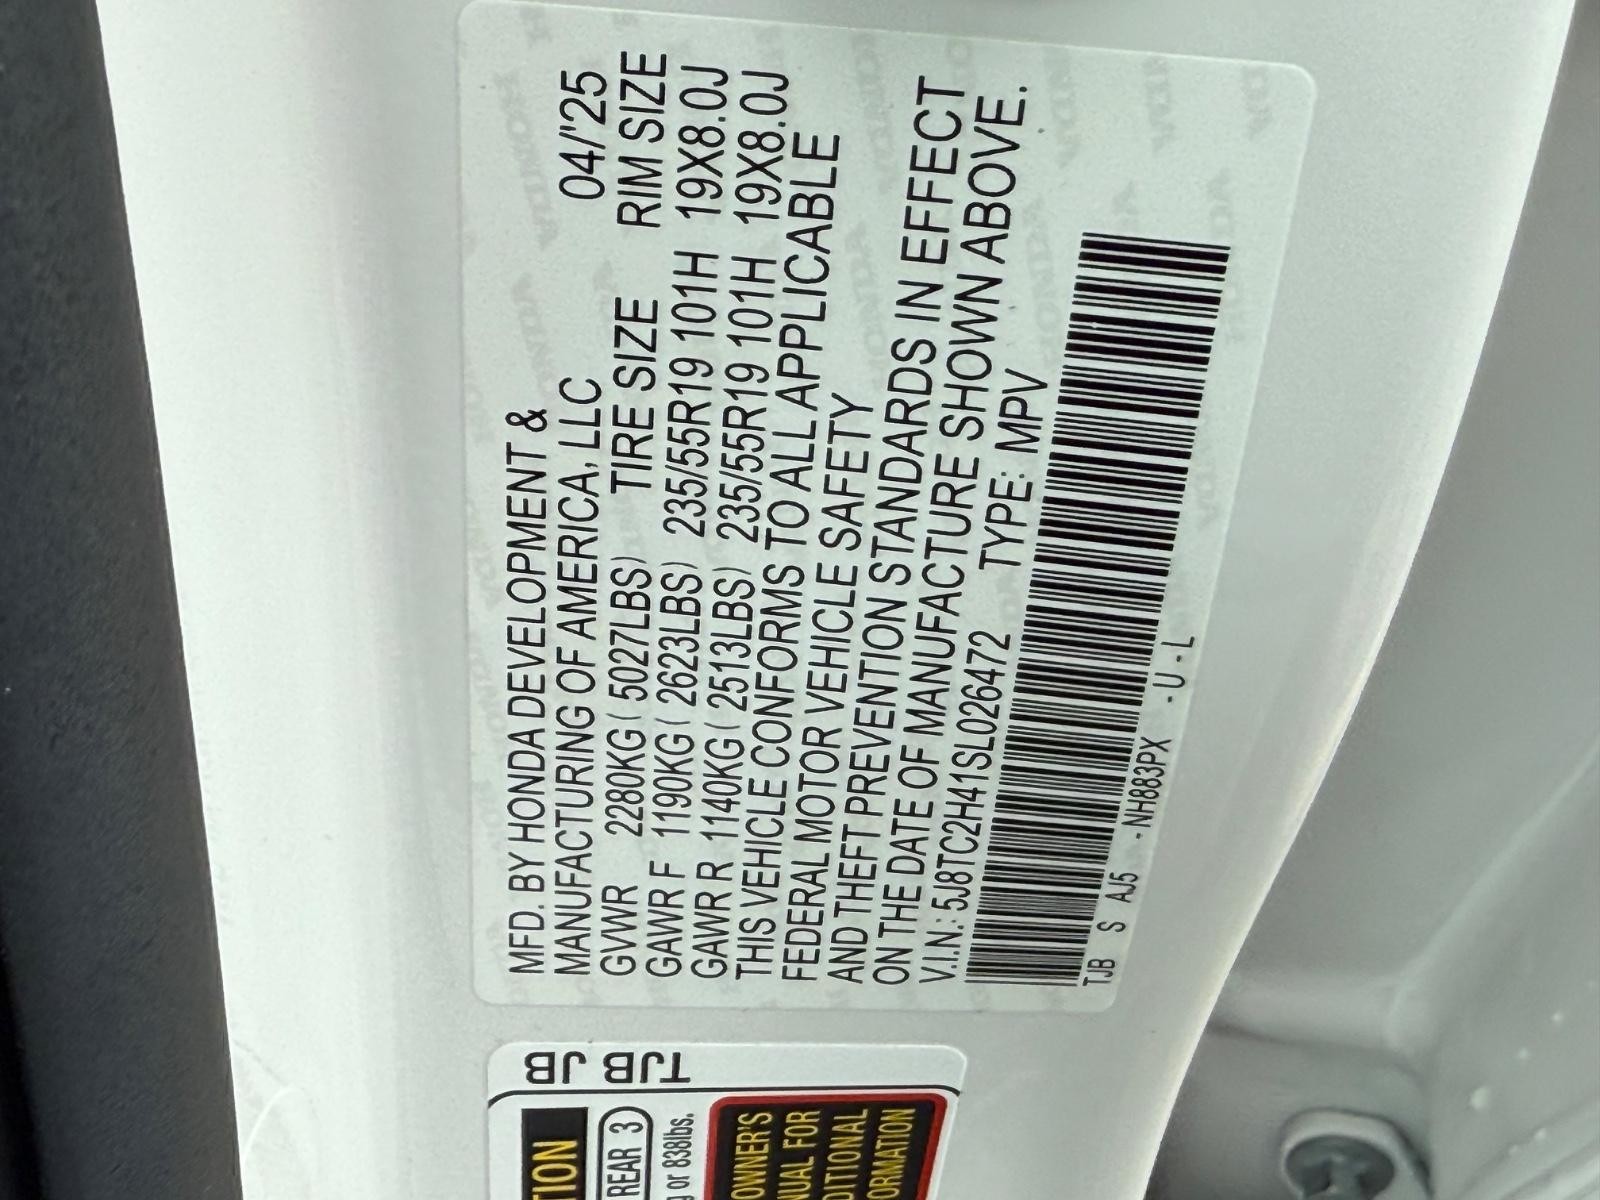 MFD. BY HONDA DEVELOPMENT &
MANUFACTURING OF AMERICA, LLC 04/'25
GVWR 2280KG ( 5027LBS) TIRE SIZE RIM SIZE
GAWR F 1190KG ( 2623LBS) 235/55R19 101H 19X8.0J
GAWR R 1140KG ( 2513LBS) 235/55R19 101H 19X8.0J
THIS VEHICLE CONFORMS TO ALL APPLICABLE
FEDERAL MOTOR VEHICLE SAFETY
AND THEFT PREVENTION STANDARDS IN EFFECT
ON THE DATE OF MANUFACTURE SHOWN ABOVE.
V.I.N.: 5J8TC2H41SL026472 TYPE: MPV
TJB S AJ5 - NH883PX - U - L
TJB JB
REAR 3
or 838lbs.
OWNER'S
FOR